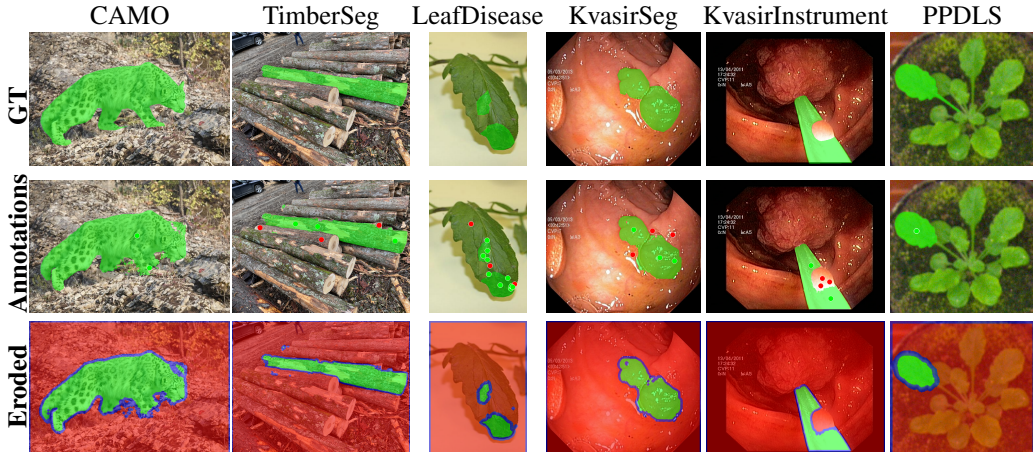 CAMO TimberSeg LeafDisease KvasirSeg KvasirInstrument PPDLS
GT
Annotations
Eroded